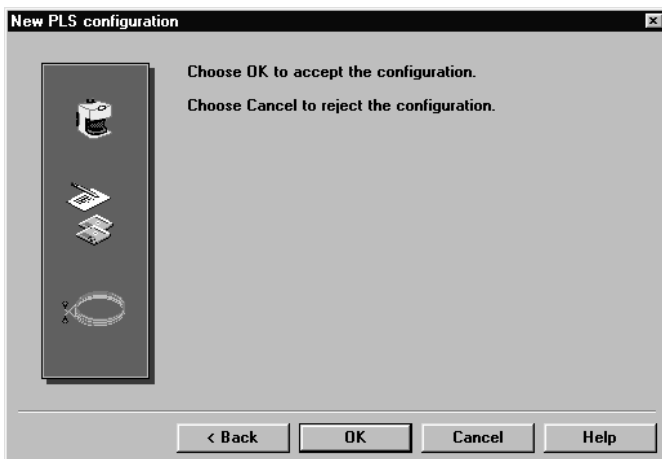 New PLS configuration
Choose OK to accept the configuration.
Choose Cancel to reject the configuration.
< Back
OK
Cancel
Help